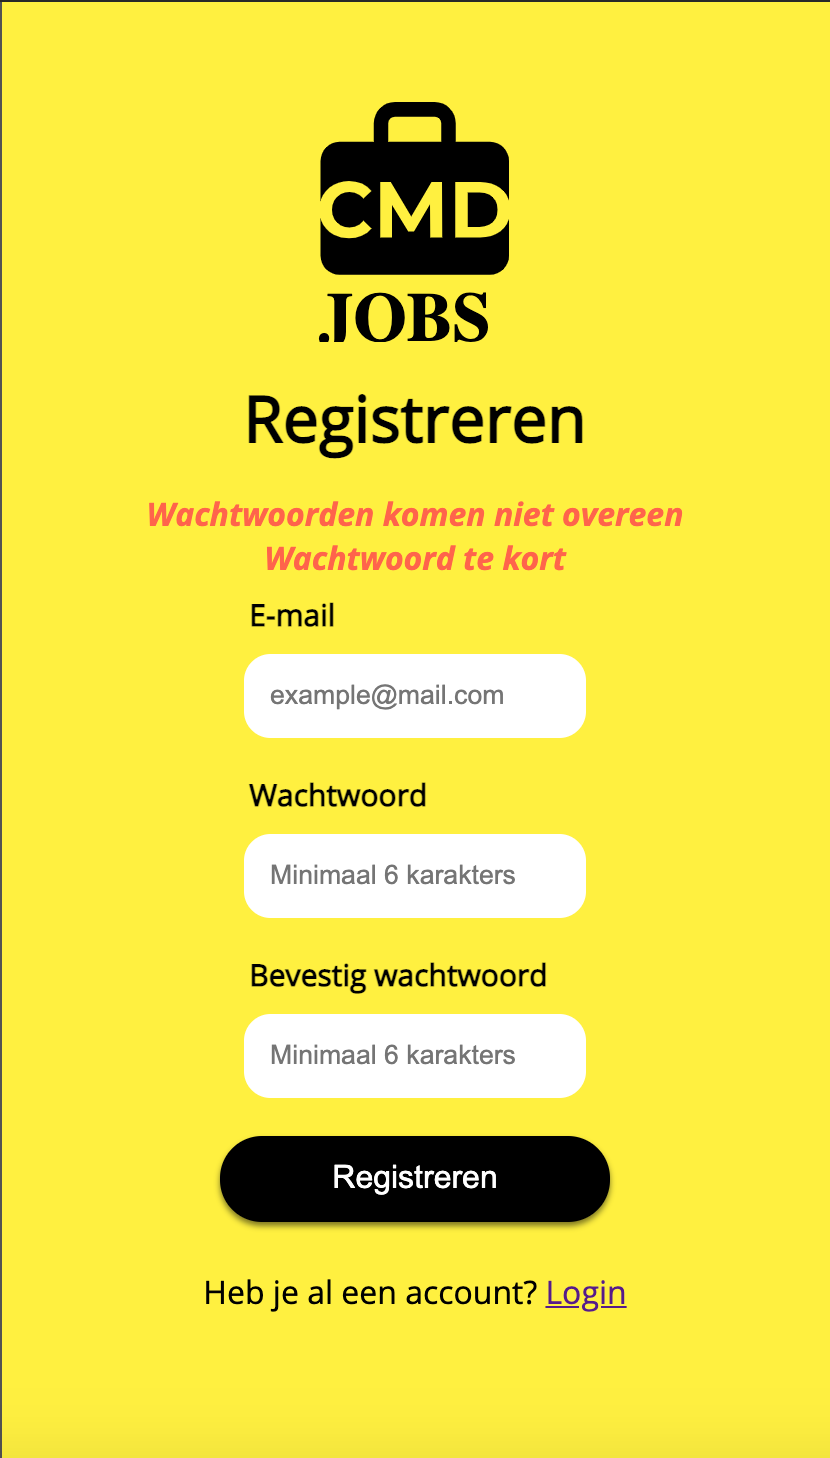 CMD
JOBS
Registreren
Wachtwoorden komen niet overeen
Wachtwoord te kort
E-mail
example@mail.com
Wachtwoord
Minimaal 6 karakters
Bevestig wachtwoord
Minimaal 6 karakters
Registreren
Heb je al een account? Login